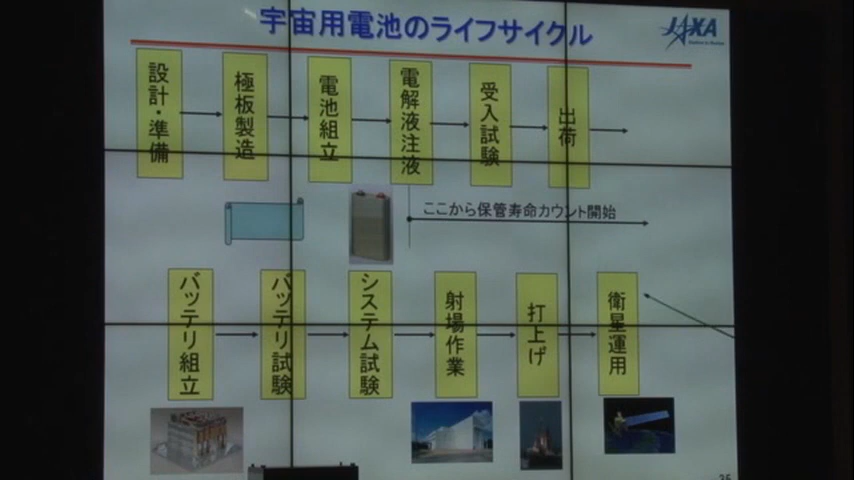 宇宙用電池のライフサイクル
JAXA
設計・準備
極板製造
電池組立
電解液注液
受入試験
出荷
ここから保管寿命カウント開始
バッテリ組立
バッテリ試験
システム試験
射場作業
打上げ
衛星運用